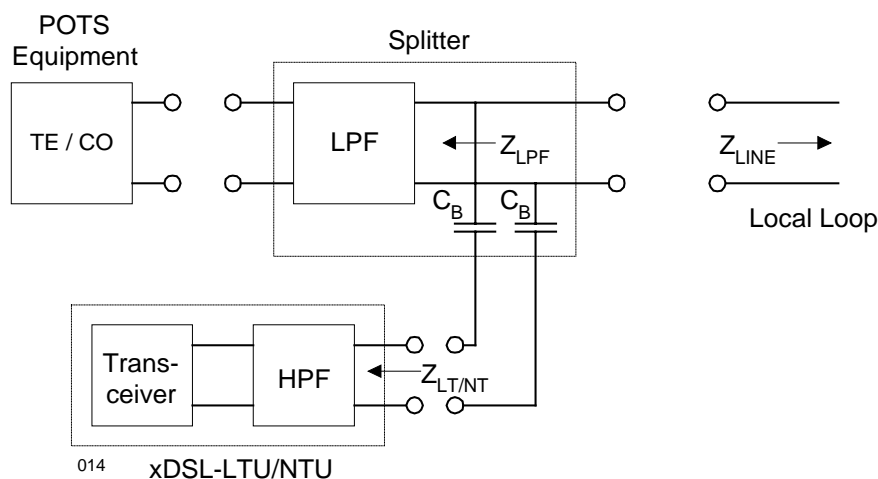 POTS
Equipment
Splitter
TE / CO
LPF
Z_LPF
Z_LINE
C_B
C_B
Local Loop
Trans-
ceiver
HPF
Z_LT/NT
014
xDSL-LTU/NTU